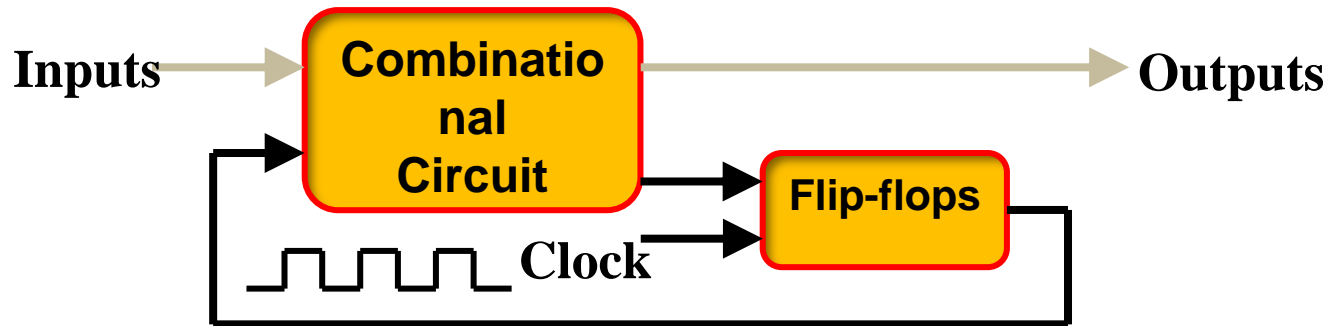 Inputs
Combinatio
nal
Circuit
Outputs
Flip-flops
Clock